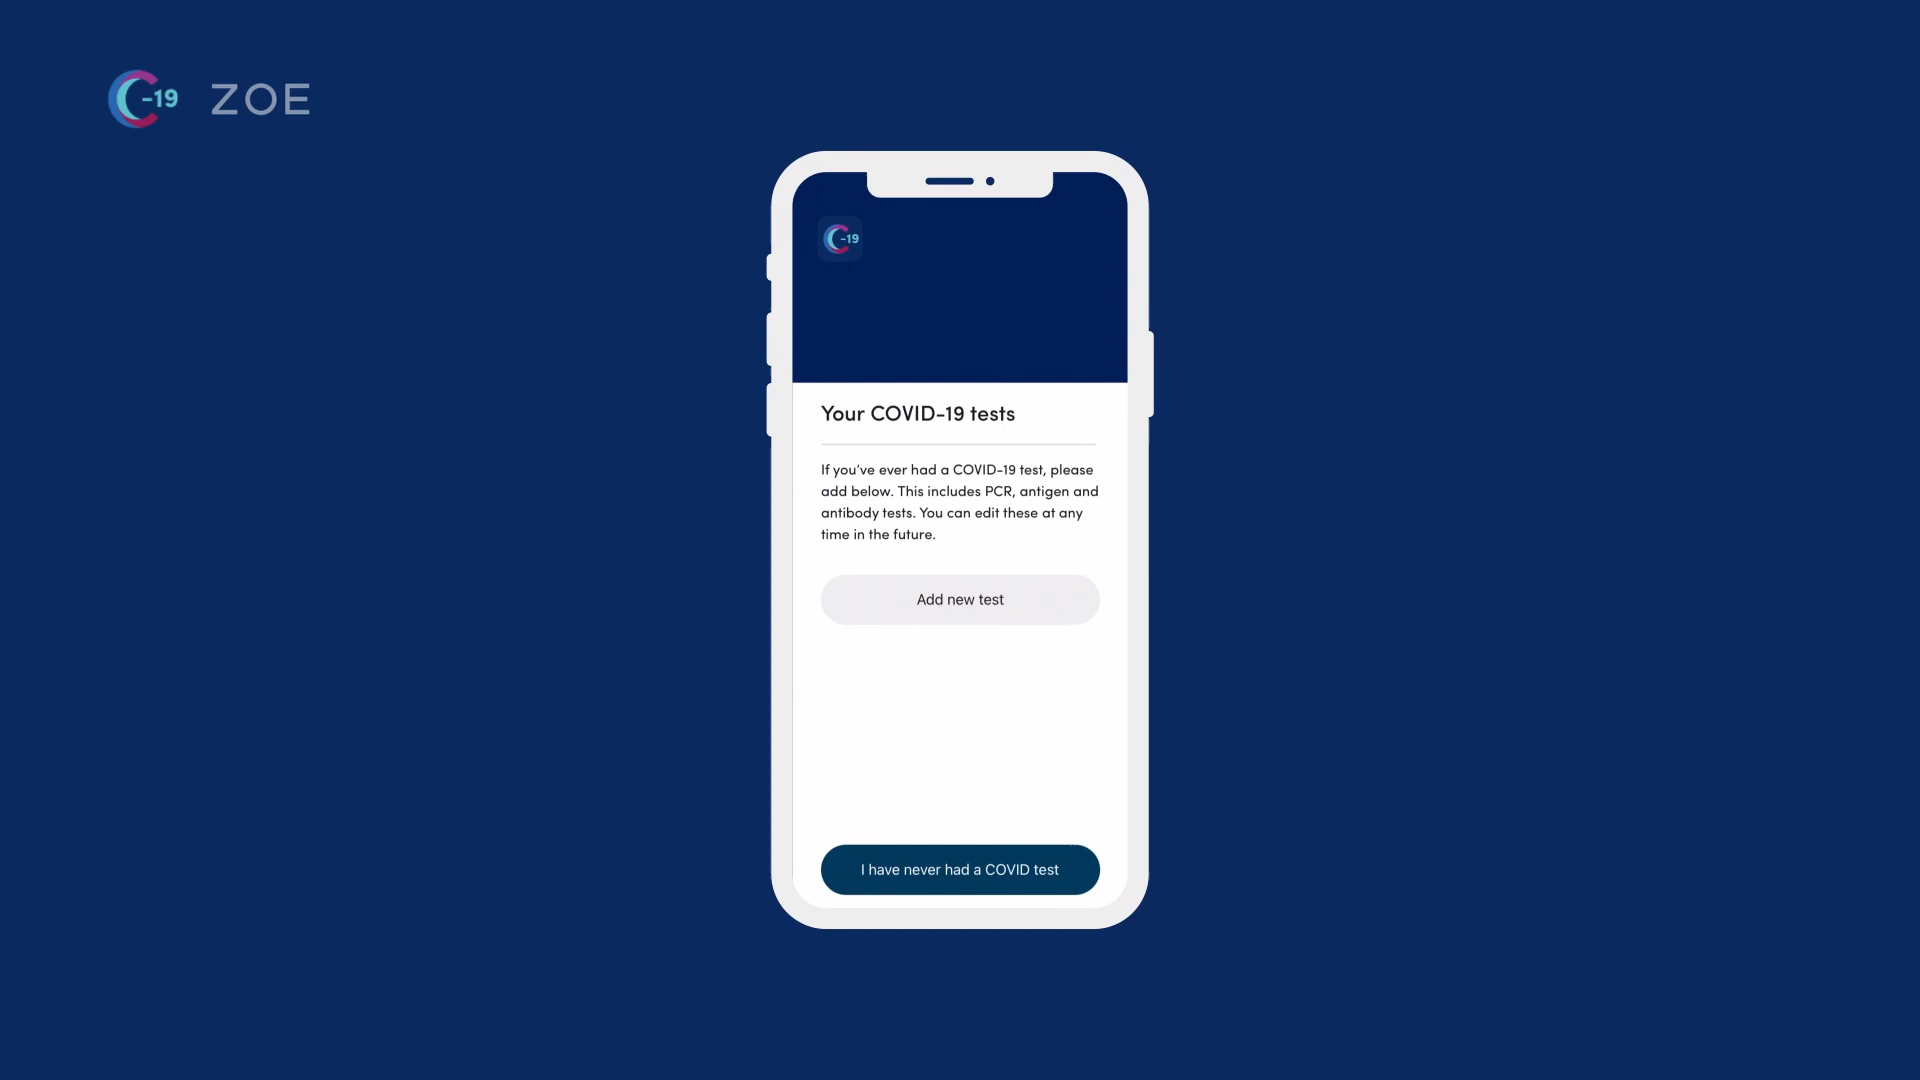 C-19 ZOE
C-19
Your COVID-19 tests
If you've ever had a COVID-19 test, please
add below. This includes PCR, antigen and
antibody tests. You can edit these at any
time in the future.
Add new test
I have never had a COVID test